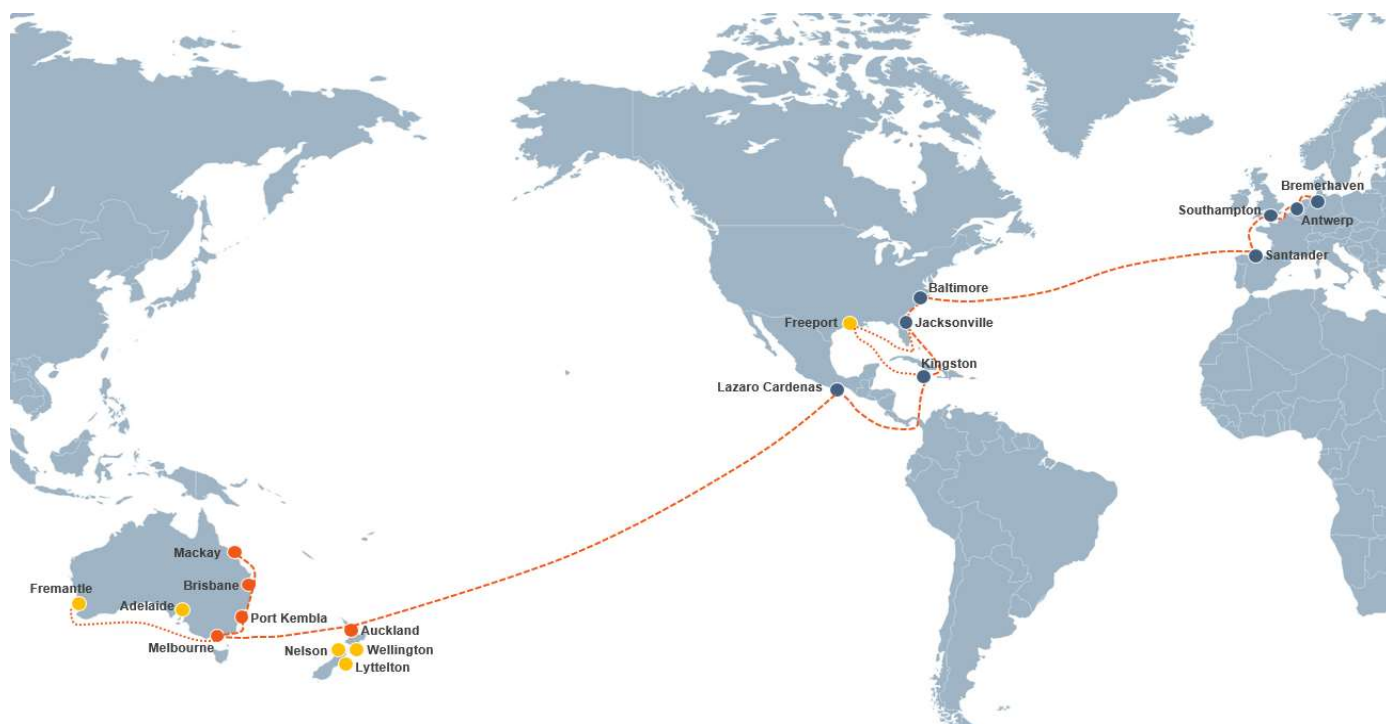 Bremerhaven
Southampton
Antwerp
Santander
Baltimore
Freeport
Jacksonville
Kingston
Lazaro Cardenas
Mackay
Brisbane
Fremantle
Adelaide
Port Kembla
Auckland
Melbourne
Nelson
Wellington
Lyttelton